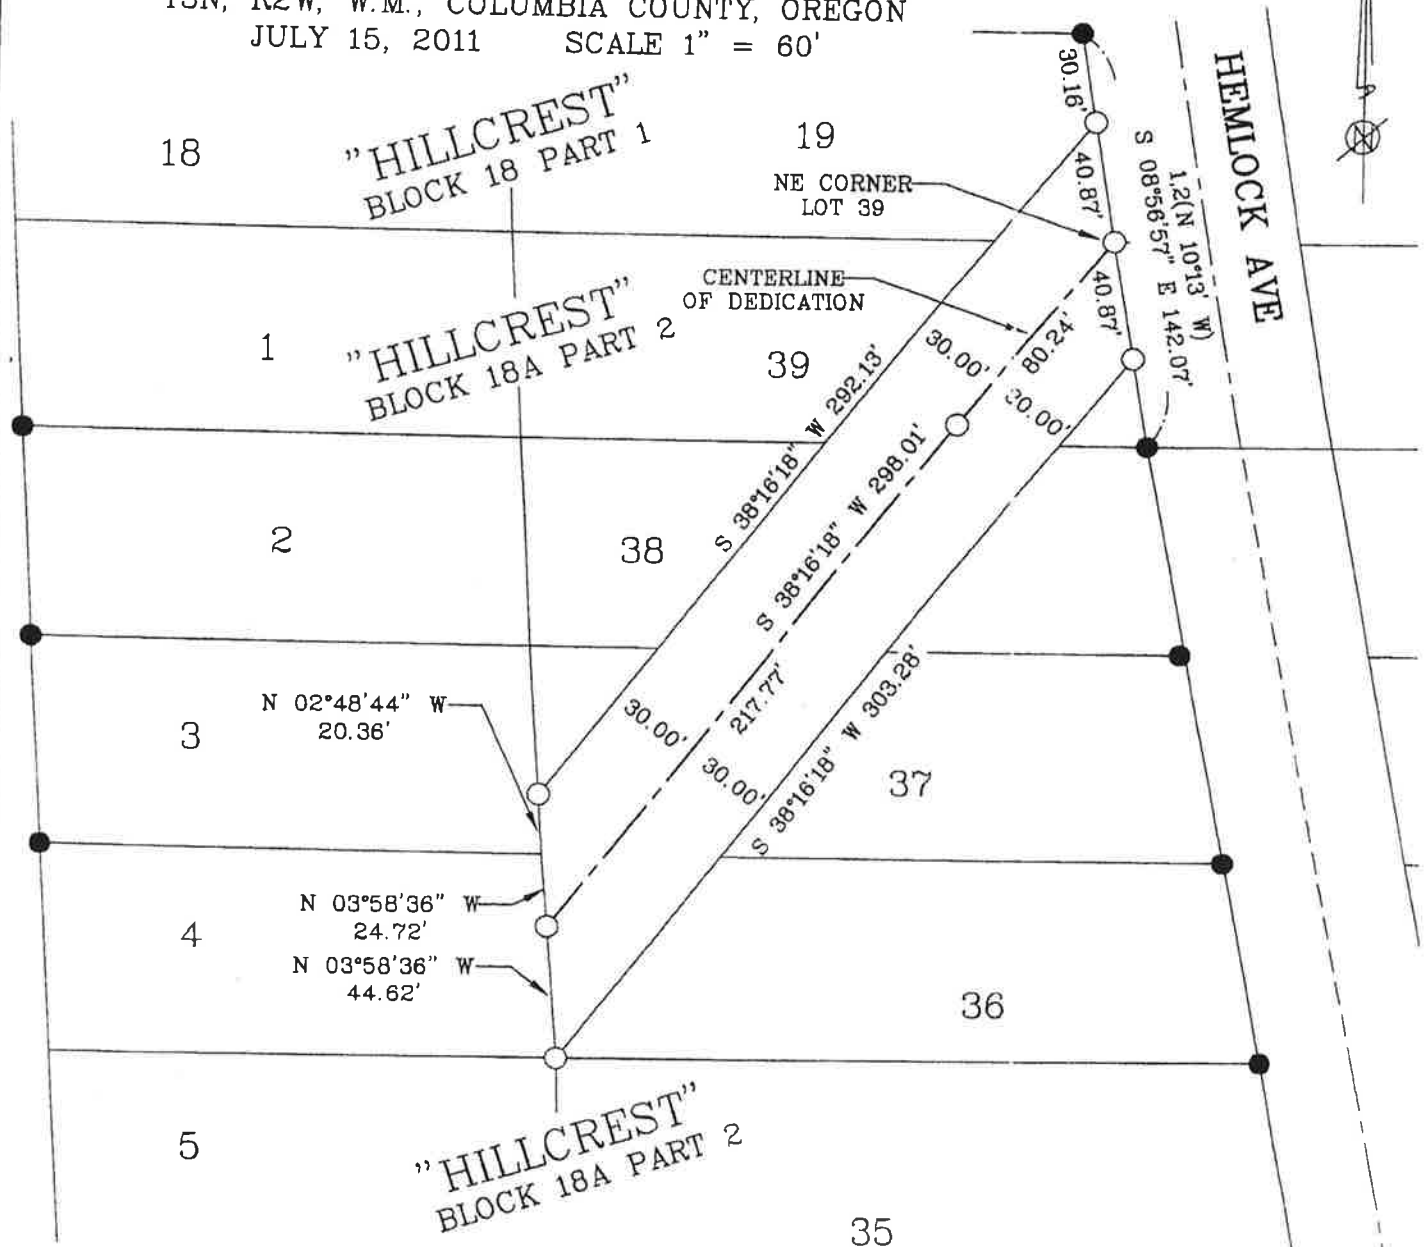 COLUMBIA COUNTY, OREGON
JULY 15, 2011 SCALE 1" = 60'
HEMLOCK AVE
30.16'
18
"HILLCREST"
BLOCK 18 PART 1
19
NE CORNER
LOT 39
40.87'
1,2(N 10°13' W)
S 08°56'57" E 142.07'
40.87'
CENTERLINE
OF DEDICATION
1
"HILLCREST"
BLOCK 18A PART 2
39
30.00'
80.24'
30.00'
S 38°16'18" W 292.13'
S 38°16'18" W 298.01'
2
38
N 02°48'44" W
20.36'
3
30.00'
217.77'
30.00'
S 38°16'18" W 303.28'
37
N 03°58'36" W
24.72'
4
N 03°58'36" W
44.62'
36
5
"HILLCREST"
BLOCK 18A PART 2
35